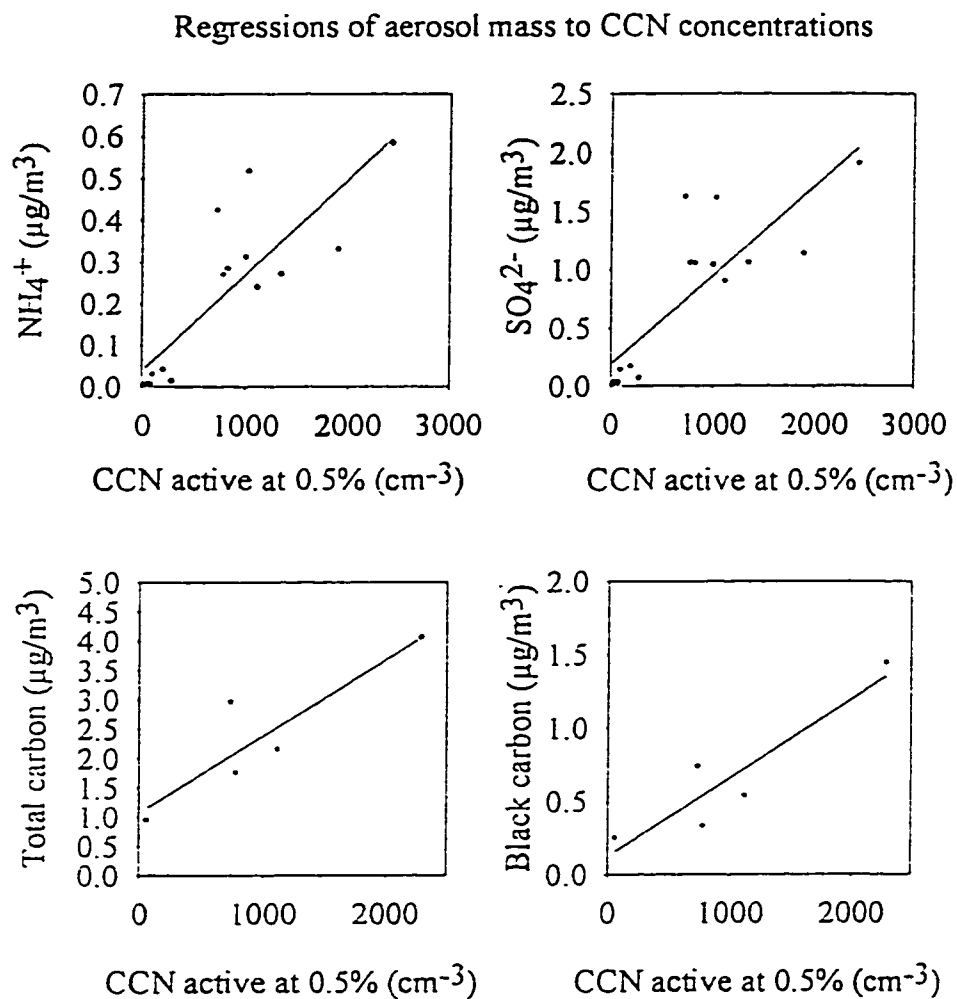 Regressions of aerosol mass to CCN concentrations
NH4+ (µg/m3)
0.7
0.6
0.5
0.4
0.3
0.2
0.1
0.0
0 1000 2000 3000
CCN active at 0.5% (cm-3)
SO42- (µg/m3)
2.5
2.0
1.5
1.0
0.5
0.0
0 1000 2000 3000
CCN active at 0.5% (cm-3)
Total carbon (µg/m3)
5.0
4.5
4.0
3.5
3.0
2.5
2.0
1.5
1.0
0.5
0.0
0 1000 2000
CCN active at 0.5% (cm-3)
Black carbon (µg/m3)
2.0
1.5
1.0
0.5
0.0
0 1000 2000
CCN active at 0.5% (cm-3)